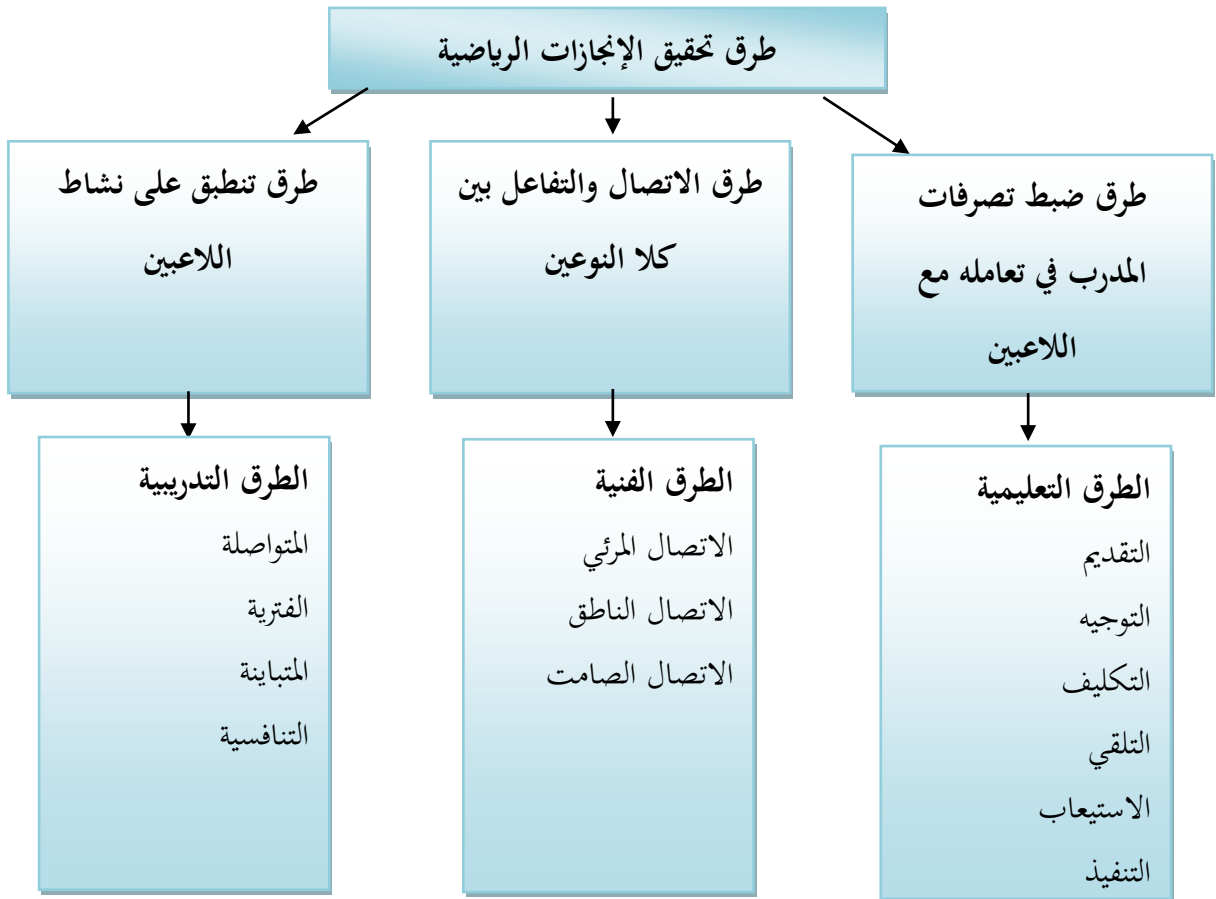 طرق تحقيق الإنجازات الرياضية
طرق ضبط تصرفات
المدرب في تعامله مع
اللاعبين
طرق الاتصال والتفاعل بين
كلا النوعين
طرق تنطبق على نشاط
اللاعبين
الطرق التعليمية
التقديم
التوجيه
التكليف
التلقي
الاستيعاب
التنفيذ
الطرق الفنية
الاتصال المرئي
الاتصال الناطق
الاتصال الصامت
الطرق التدريبية
المتواصلة
الفترية
المتباينة
التنافسية